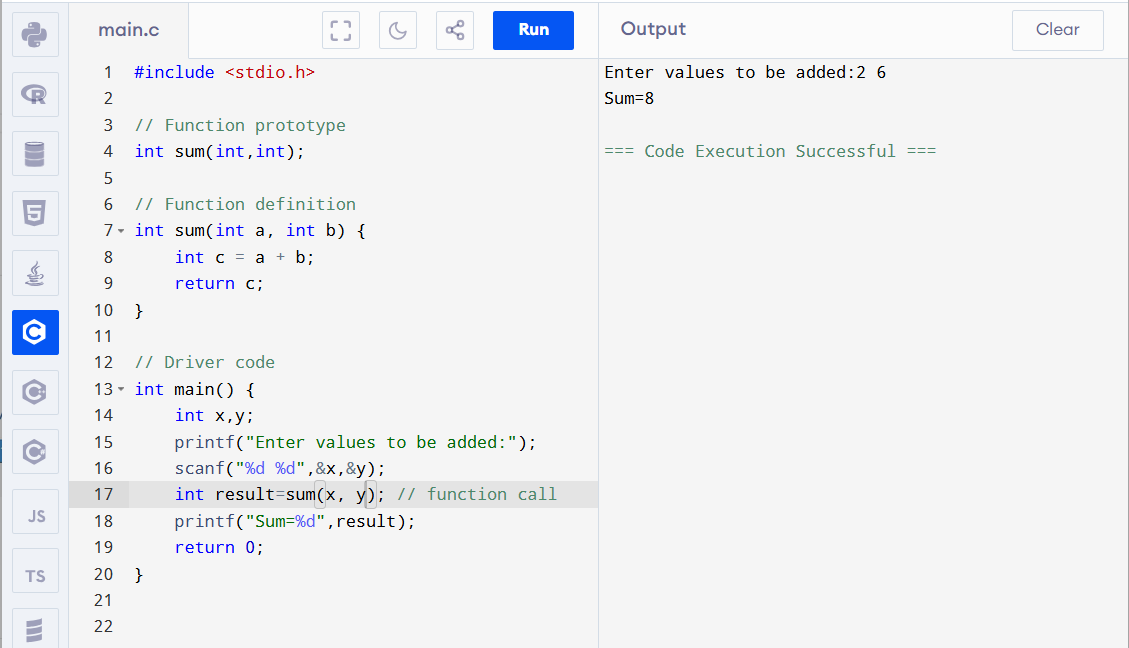 main.c
Run
Output
Clear
1 #include <stdio.h>
2
3 // Function prototype
4 int sum(int,int);
5
6 // Function definition
7 int sum(int a, int b) {
8     int c = a + b;
9     return c;
10 }
11
12 // Driver code
13 int main() {
14     int x,y;
15     printf("Enter values to be added:");
16     scanf("%d %d",&x,&y);
17     int result=sum(x, y); // function call
18     printf("Sum=%d",result);
19     return 0;
20 }
21
22
Enter values to be added:2 6
Sum=8
=== Code Execution Successful ===
R
5
C
C
C
JS
TS